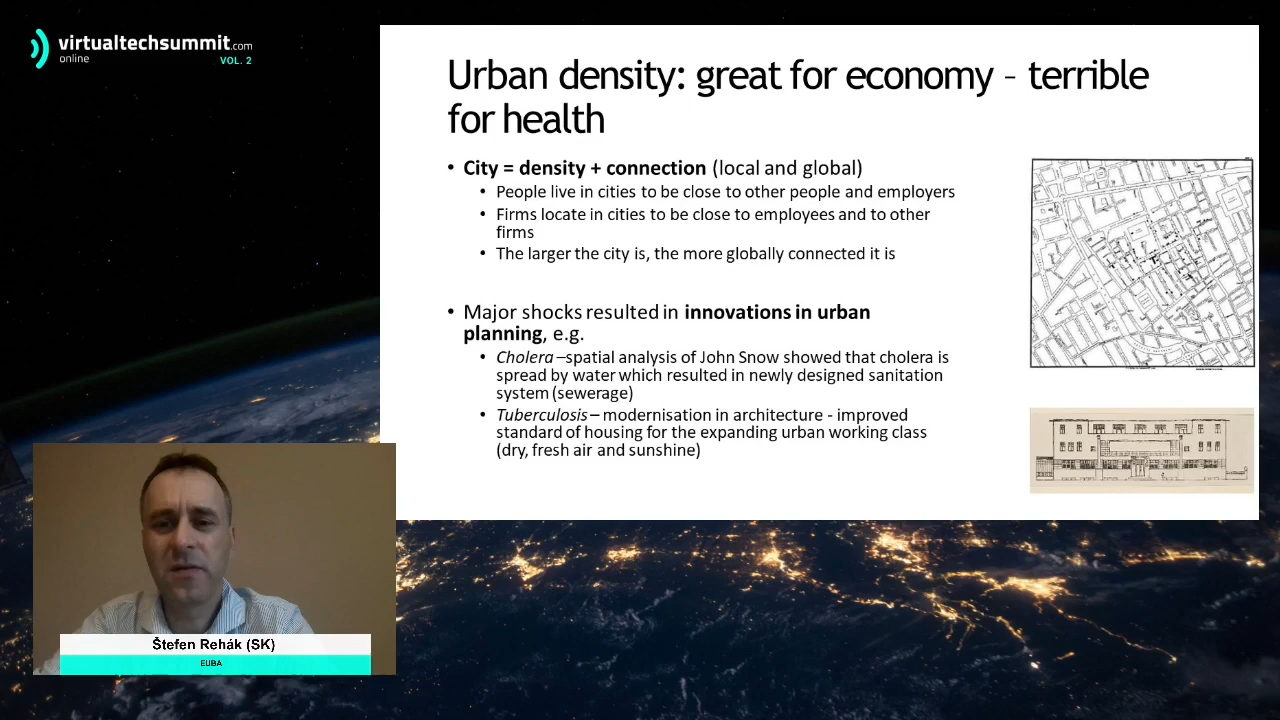 virtualtechsummit.com
online
VOL. 2
Urban density: great for economy – terrible
for health
• City = density + connection (local and global)
• People live in cities to be close to other people and employers
• Firms locate in cities to be close to employees and to other
firms
• The larger the city is, the more globally connected it is
• Major shocks resulted in innovations in urban
planning, e.g.
• Cholera –spatial analysis of John Snow showed that cholera is
spread by water which resulted in newly designed sanitation
system (sewerage)
• Tuberculosis – modernisation in architecture - improved
standard of housing for the expanding urban working class
(dry, fresh air and sunshine)
Štefen Rehák (SK)
EUBA